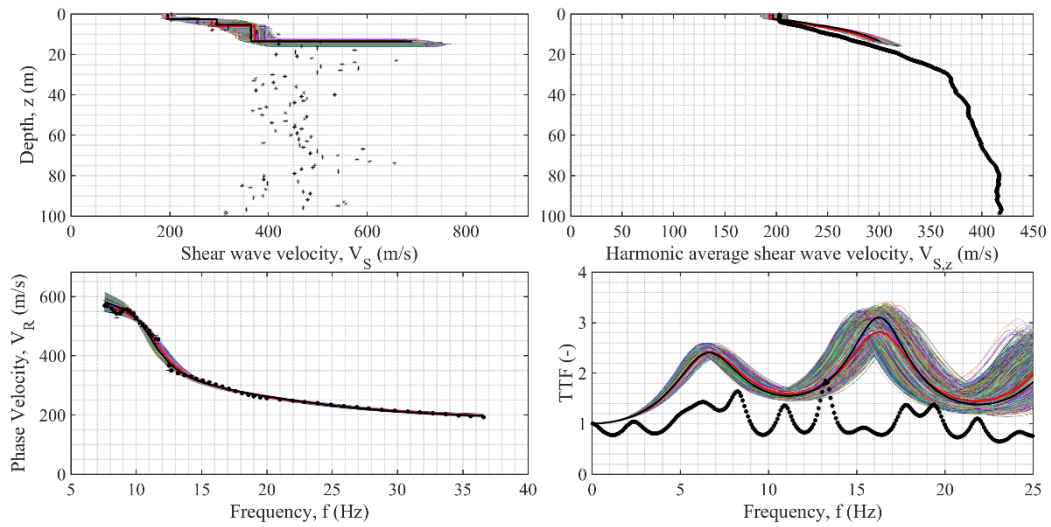 0
20
40
60
80
100
Depth, z (m)
0 200 400 600 800
Shear wave velocity, V_S (m/s)
0
20
40
60
80
100
0 50 100 150 200 250 300 350 400 450
Harmonic average shear wave velocity, V_S,z (m/s)
600
400
200
0
Phase Velocity, V_R (m/s)
5 10 15 20 25 30 35 40
Frequency, f (Hz)
4
3
2
1
0
TTF (-)
0 5 10 15 20 25
Frequency, f (Hz)